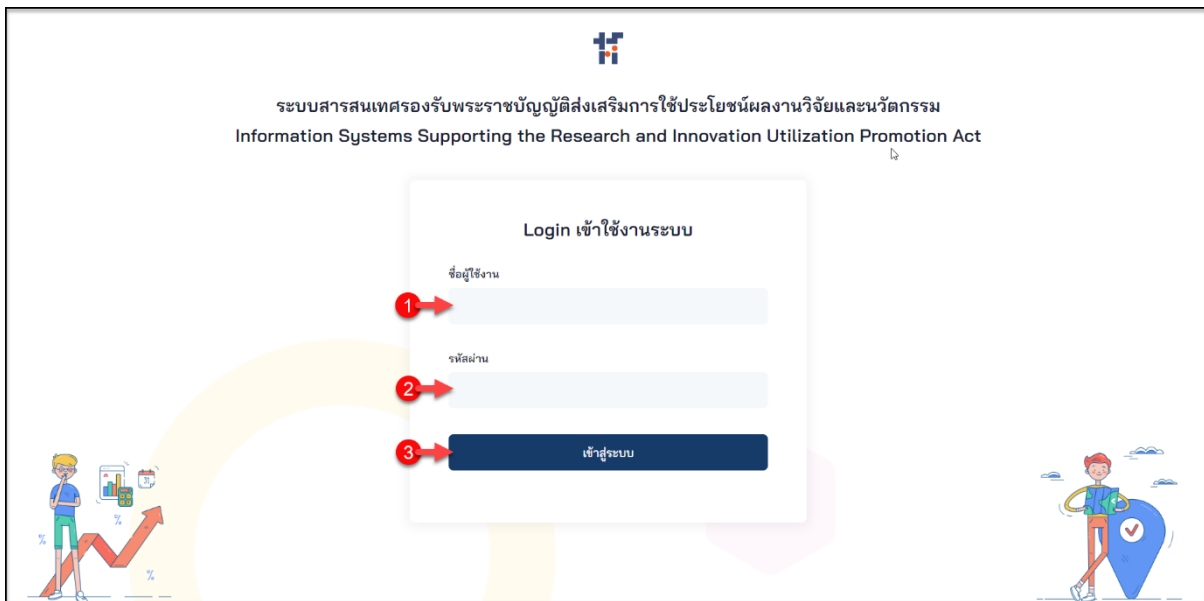 ระบบสารสนเทศรองรับพระราชบัญญัติส่งเสริมการใช้ประโยชน์ผลงานวิจัยและนวัตกรรม
Information Systems Supporting the Research and Innovation Utilization Promotion Act
Login เข้าใช้งานระบบ
ชื่อผู้ใช้งาน
1
รหัสผ่าน
2
3 เข้าสู่ระบบ
31
%
%
%